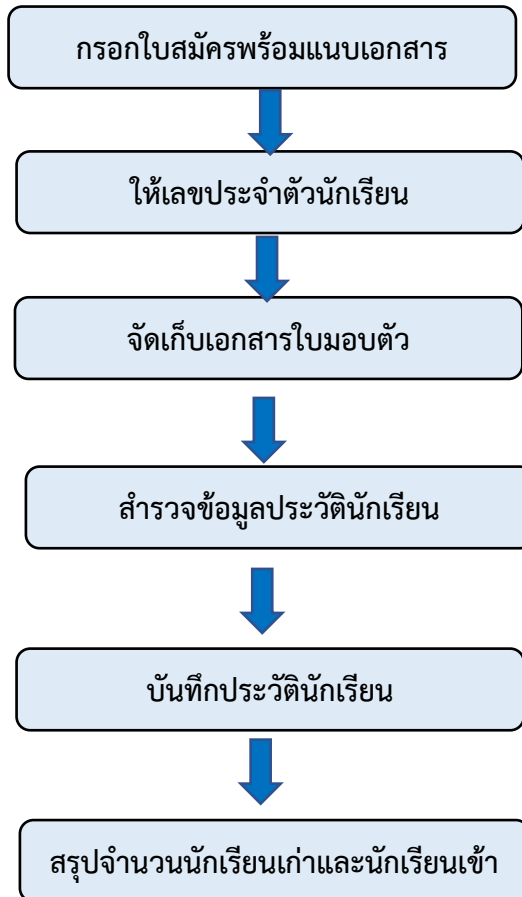 กรอกใบสมัครพร้อมแนบเอกสาร
ให้เลขประจำตัวนักเรียน
จัดเก็บเอกสารใบมอบตัว
สำรวจข้อมูลประวัตินักเรียน
บันทึกประวัตินักเรียน
สรุปจำนวนนักเรียนเก่าและนักเรียนเข้า